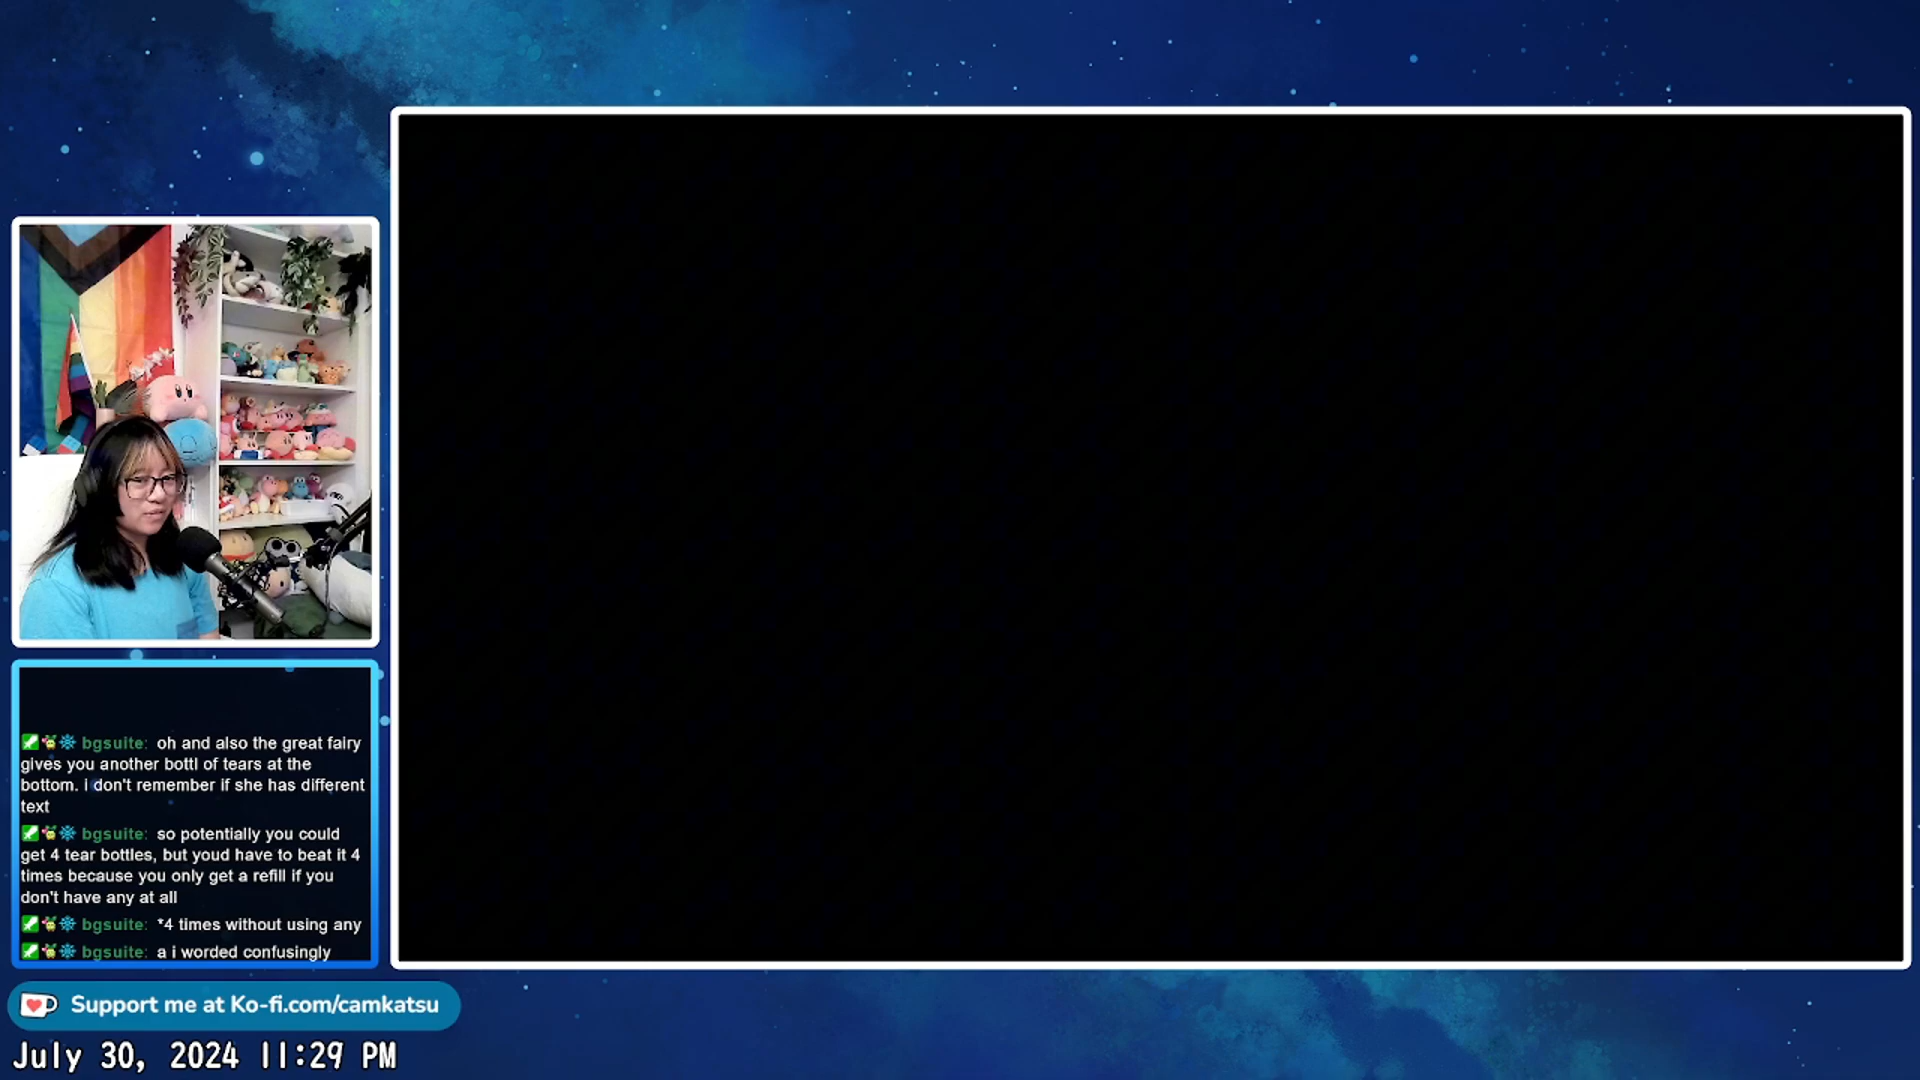 bgsuite: oh and also the great fairy
gives you another bottl of tears at the
bottom. i don't remember if she has different
text
bgsuite: so potentially you could
get 4 tear bottles, but youd have to beat it 4
times because you only get a refill if you
don't have any at all
bgsuite: *4 times without using any
bgsuite: a i worded confusingly
Support me at Ko-fi.com/camkatsu
July 30, 2024 11:29 PM